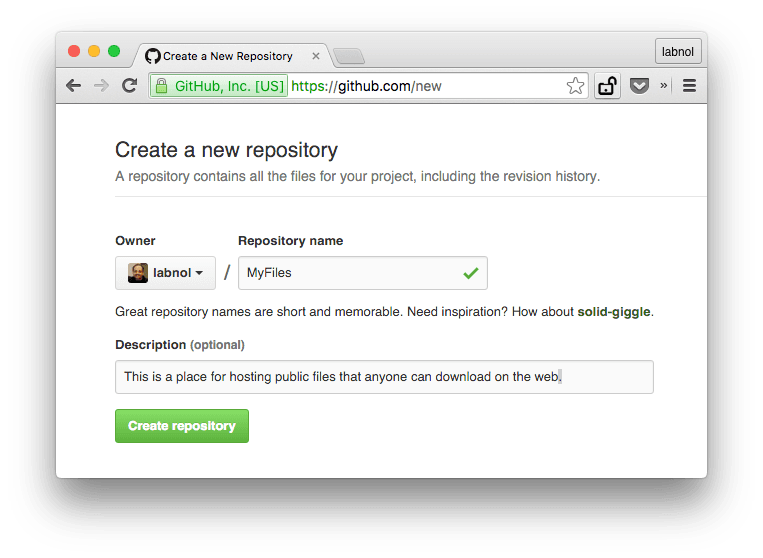 Create a New Repository
labnol
GitHub, Inc. [US] https://github.com/new
»
Create a new repository
A repository contains all the files for your project, including the revision history.
Owner Repository name
labnol / MyFiles
Great repository names are short and memorable. Need inspiration? How about solid-giggle.
Description (optional)
This is a place for hosting public files that anyone can download on the web.
Create repository